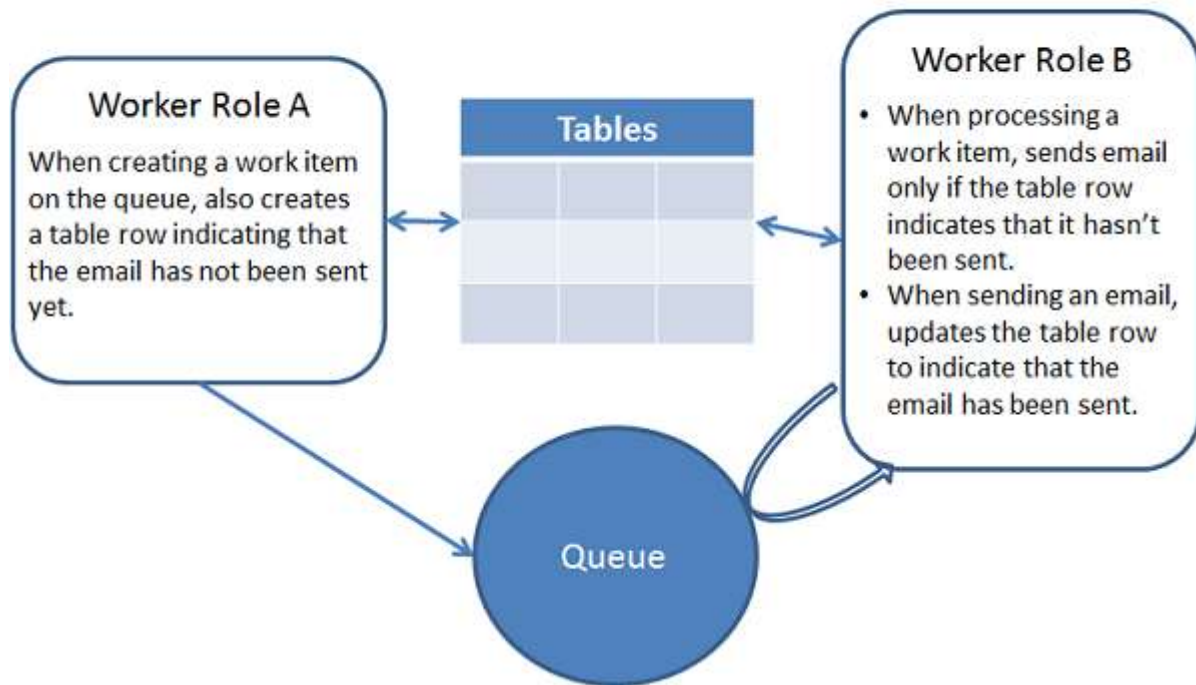 Worker Role A
When creating a work item
on the queue, also creates
a table row indicating that
the email has not been sent
yet.
Tables
Worker Role B
• When processing a
work item, sends email
only if the table row
indicates that it hasn’t
been sent.
• When sending an email,
updates the table row
to indicate that the
email has been sent.
Queue